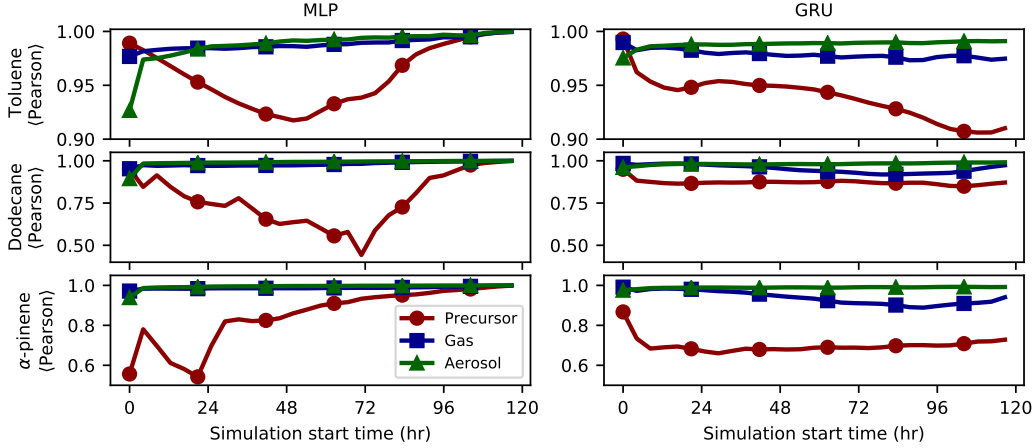 MLP
GRU
1.00
0.95
0.90
Toluene
(Pearson)
1.00
0.95
0.90
1.00
0.75
0.50
Dodecane
(Pearson)
1.00
0.75
0.50
1.0
0.8
0.6
α-pinene
(Pearson)
Precursor
Gas
Aerosol
1.0
0.8
0.6
0 24 48 72 96 120
0 24 48 72 96 120
Simulation start time (hr)
Simulation start time (hr)